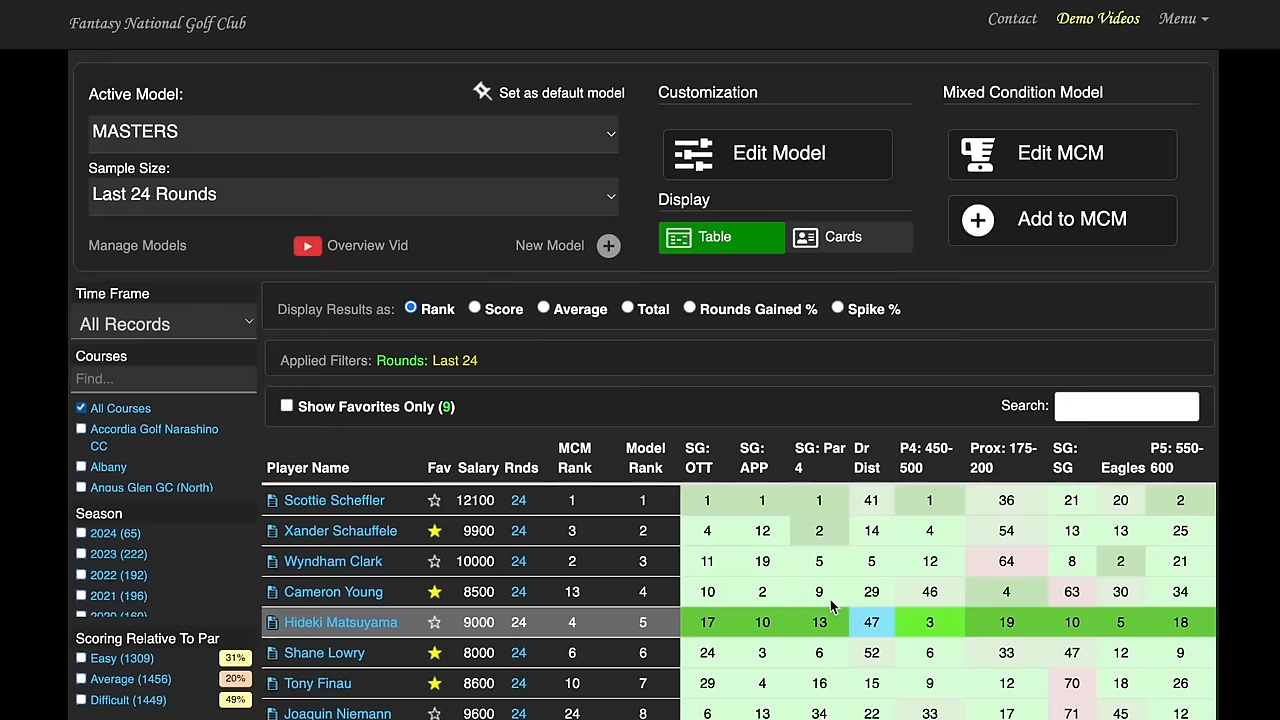 Fantasy National Golf Club
Contact Demo Videos Menu
Active Model:
Set as default model
MASTERS
Sample Size:
Last 24 Rounds
Manage Models
Overview Vid
New Model
Customization
Edit Model
Display
Table
Cards
Mixed Condition Model
Edit MCM
Add to MCM
Time Frame
All Records
Courses
Find...
All Courses
Accordia Golf Narashino
CC
Albany
Angus Glen GC (North)
Season
2024 (65)
2023 (222)
2022 (192)
2021 (196)
2020 (160)
Scoring Relative To Par
Easy (1309) 31%
Average (1456) 20%
Difficult (1449) 49%
Display Results as: Rank Score Average Total Rounds Gained % Spike %
Applied Filters: Rounds: Last 24
Show Favorites Only (9)
Search:
MCM Model SG: SG: SG: Par Dr P4: 450- Prox: 175- SG: P5: 550-
Player Name Fav Salary Rnds Rank Rank OTT APP 4 Dist 500 200 SG Eagles 600
Scottie Scheffler 12100 24 1 1 1 1 1 41 1 36 21 20 2
Xander Schauffele 9900 24 3 2 4 12 2 14 4 54 13 13 25
Wyndham Clark 10000 24 2 3 11 19 5 5 12 64 8 2 21
Cameron Young 8500 24 13 4 10 2 9 29 46 4 63 30 34
Hideki Matsuyama 9000 24 4 5 17 10 13 47 3 19 10 5 18
Shane Lowry 8000 24 6 6 24 3 6 52 6 33 47 12 9
Tony Finau 8600 24 10 7 29 4 16 15 9 12 70 18 26
Joaquin Niemann 9600 24 24 8 6 13 34 22 33 17 71 45 12